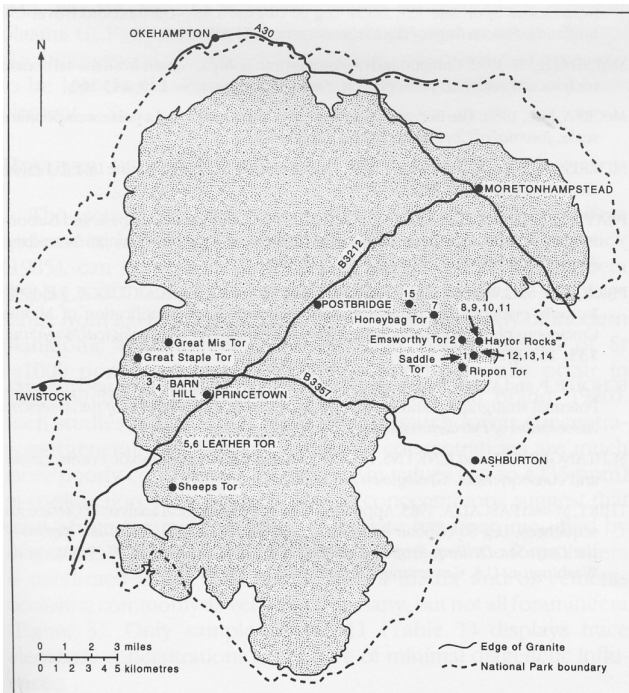 OKEHAMPTON
A30
N
MORETONHAMPSTEAD
B3212
POSTBRIDGE
15
7
8,9,10,11
Honeybag Tor
Great Mis Tor
Emsworthy Tor 2
Haytor Rocks
Great Staple Tor
Saddle
Tor
1
12,13,14
Rippon Tor
3
4
BARN
HILL
TAVISTOCK
PRINCETOWN
B3357
5,6 LEATHER TOR
ASHBURTON
Sheeps Tor
0 1 2 3 miles
0 1 2 3 4 5 kilometres
Edge of Granite
National Park boundary